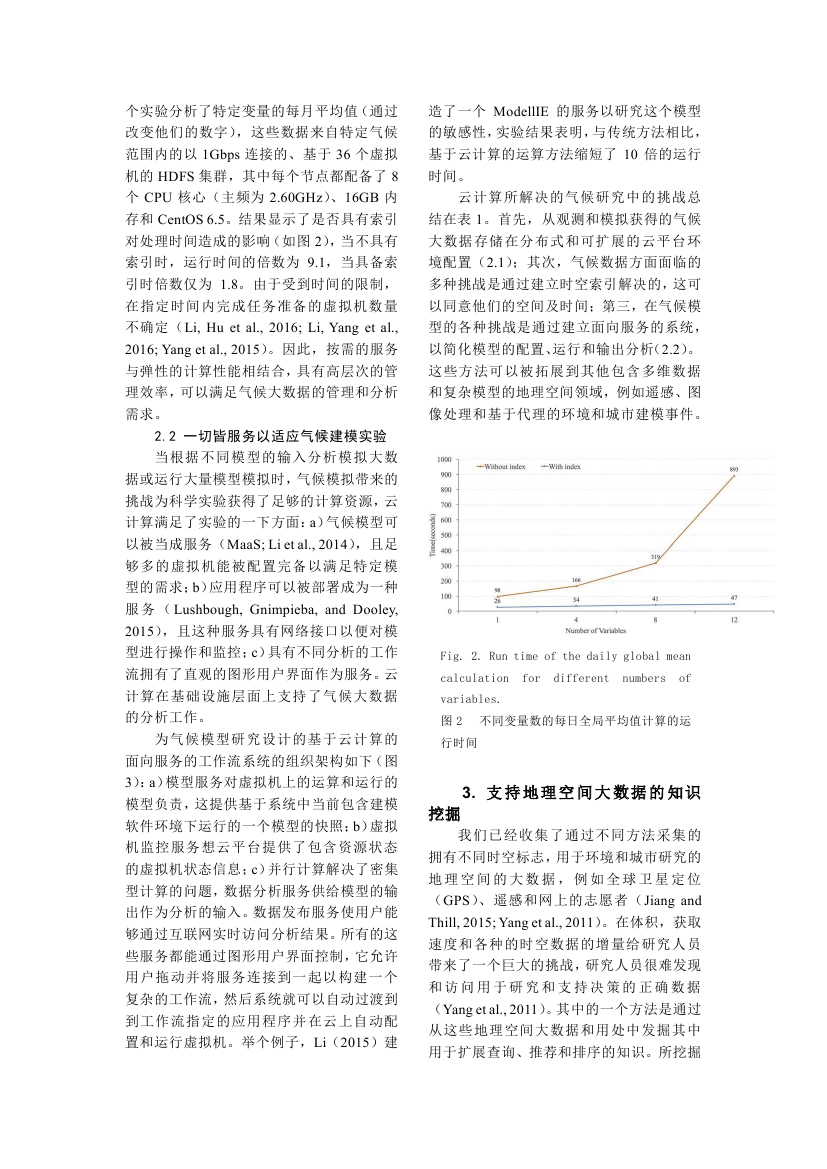 个实验分析了特定变量的每月平均值（通过
改变他们的数字），这些数据来自特定气候
范围内的以 1Gbps 连接的、基于 36 个虚拟
机的 HDFS 集群，其中每个节点都配备了 8
个 CPU 核心（主频为 2.60GHz）、16GB 内
存和 CentOS 6.5。结果显示了是否具有索引
对处理时间造成的影响（如图 2），当不具有
索引时，运行时间的倍数为 9.1，当具备索
引时倍数仅为 1.8。由于受到时间的限制，
在指定时间内完成任务准备的虚拟机数量
不确定（Li, Hu et al., 2016; Li, Yang et al.,
2016; Yang et al., 2015）。因此，按需的服务
与弹性的计算性能相结合，具有高层次的管
理效率，可以满足气候大数据的管理和分析
需求。
2.2 一切皆服务以适应气候建模实验
当根据不同模型的输入分析模拟大数
据或运行大量模型模拟时，气候模拟带来的
挑战为科学实验获得了足够的计算资源，云
计算满足了实验的一下方面：a）气候模型可
以被当成服务（MaaS; Li et al., 2014），且足
够多的虚拟机能被配置完备以满足特定模
型的需求；b）应用程序可以被部署成为一种
服务（Lushbough, Gnimpieba, and Dooley,
2015），且这种服务具有网络接口以便对模
型进行操作和监控；c）具有不同分析的工作
流拥有了直观的图形用户界面作为服务。云
计算在基础设施层面上支持了气候大数据
的分析工作。
为气候模型研究设计的基于云计算的
面向服务的工作流系统的组织架构如下（图
3）：a）模型服务对虚拟机上的运算和运行的
模型负责，这提供基于系统中当前包含建模
软件环境下运行的一个模型的快照；b）虚拟
机监控服务想云平台提供了包含资源状态
的虚拟机状态信息；c）并行计算解决了密集
型计算的问题，数据分析服务供给模型的输
出作为分析的输入。数据发布服务使用户能
够通过互联网实时访问分析结果。所有的这
些服务都能通过图形用户界面控制，它允许
用户拖动并将服务连接到一起以构建一个
复杂的工作流，然后系统就可以自动过渡到
到工作流指定的应用程序并在云上自动配
置和运行虚拟机。举个例子，Li（2015）建
造了一个 ModellIE 的服务以研究这个模型
的敏感性，实验结果表明，与传统方法相比，
基于云计算的运算方法缩短了 10 倍的运行
时间。
云计算所解决的气候研究中的挑战总
结在表 1。首先，从观测和模拟获得的气候
大数据存储在分布式和可扩展的云平台环
境配置（2.1）；其次，气候数据方面面临的
多种挑战是通过建立时空索引解决的，这可
以同意他们的空间及时间；第三，在气候模
型的各种挑战是通过建立面向服务的系统，
以简化模型的配置、运行和输出分析（2.2）。
这些方法可以被拓展到其他包含多维数据
和复杂模型的地理空间领域，例如遥感、图
像处理和基于代理的环境和城市建模事件。
Without index With index
1000
900
800
700
600
500
400
300
200
100
0
Time(seconds)
98 166 319 893
26 34 41 47
1 4 8 12
Number of Variables
Fig. 2. Run time of the daily global mean
calculation for different numbers of
variables.
图 2 不同变量数的每日全局平均值计算的运
行时间
3. 支持地理空间大数据的知识
挖掘
我们已经收集了通过不同方法采集的
拥有不同时空标志，用于环境和城市研究的
地理空间的大数据，例如全球卫星定位
（GPS）、遥感和网上的志愿者（Jiang and
Thill, 2015; Yang et al., 2011）。在体积，获取
速度和各种的时空数据的增量给研究人员
带来了一个巨大的挑战，研究人员很难发现
和访问用于研究和支持决策的正确数据
（Yang et al., 2011）。其中的一个方法是通过
从这些地理空间大数据和用处中发掘其中
用于扩展查询、推荐和排序的知识。所挖掘